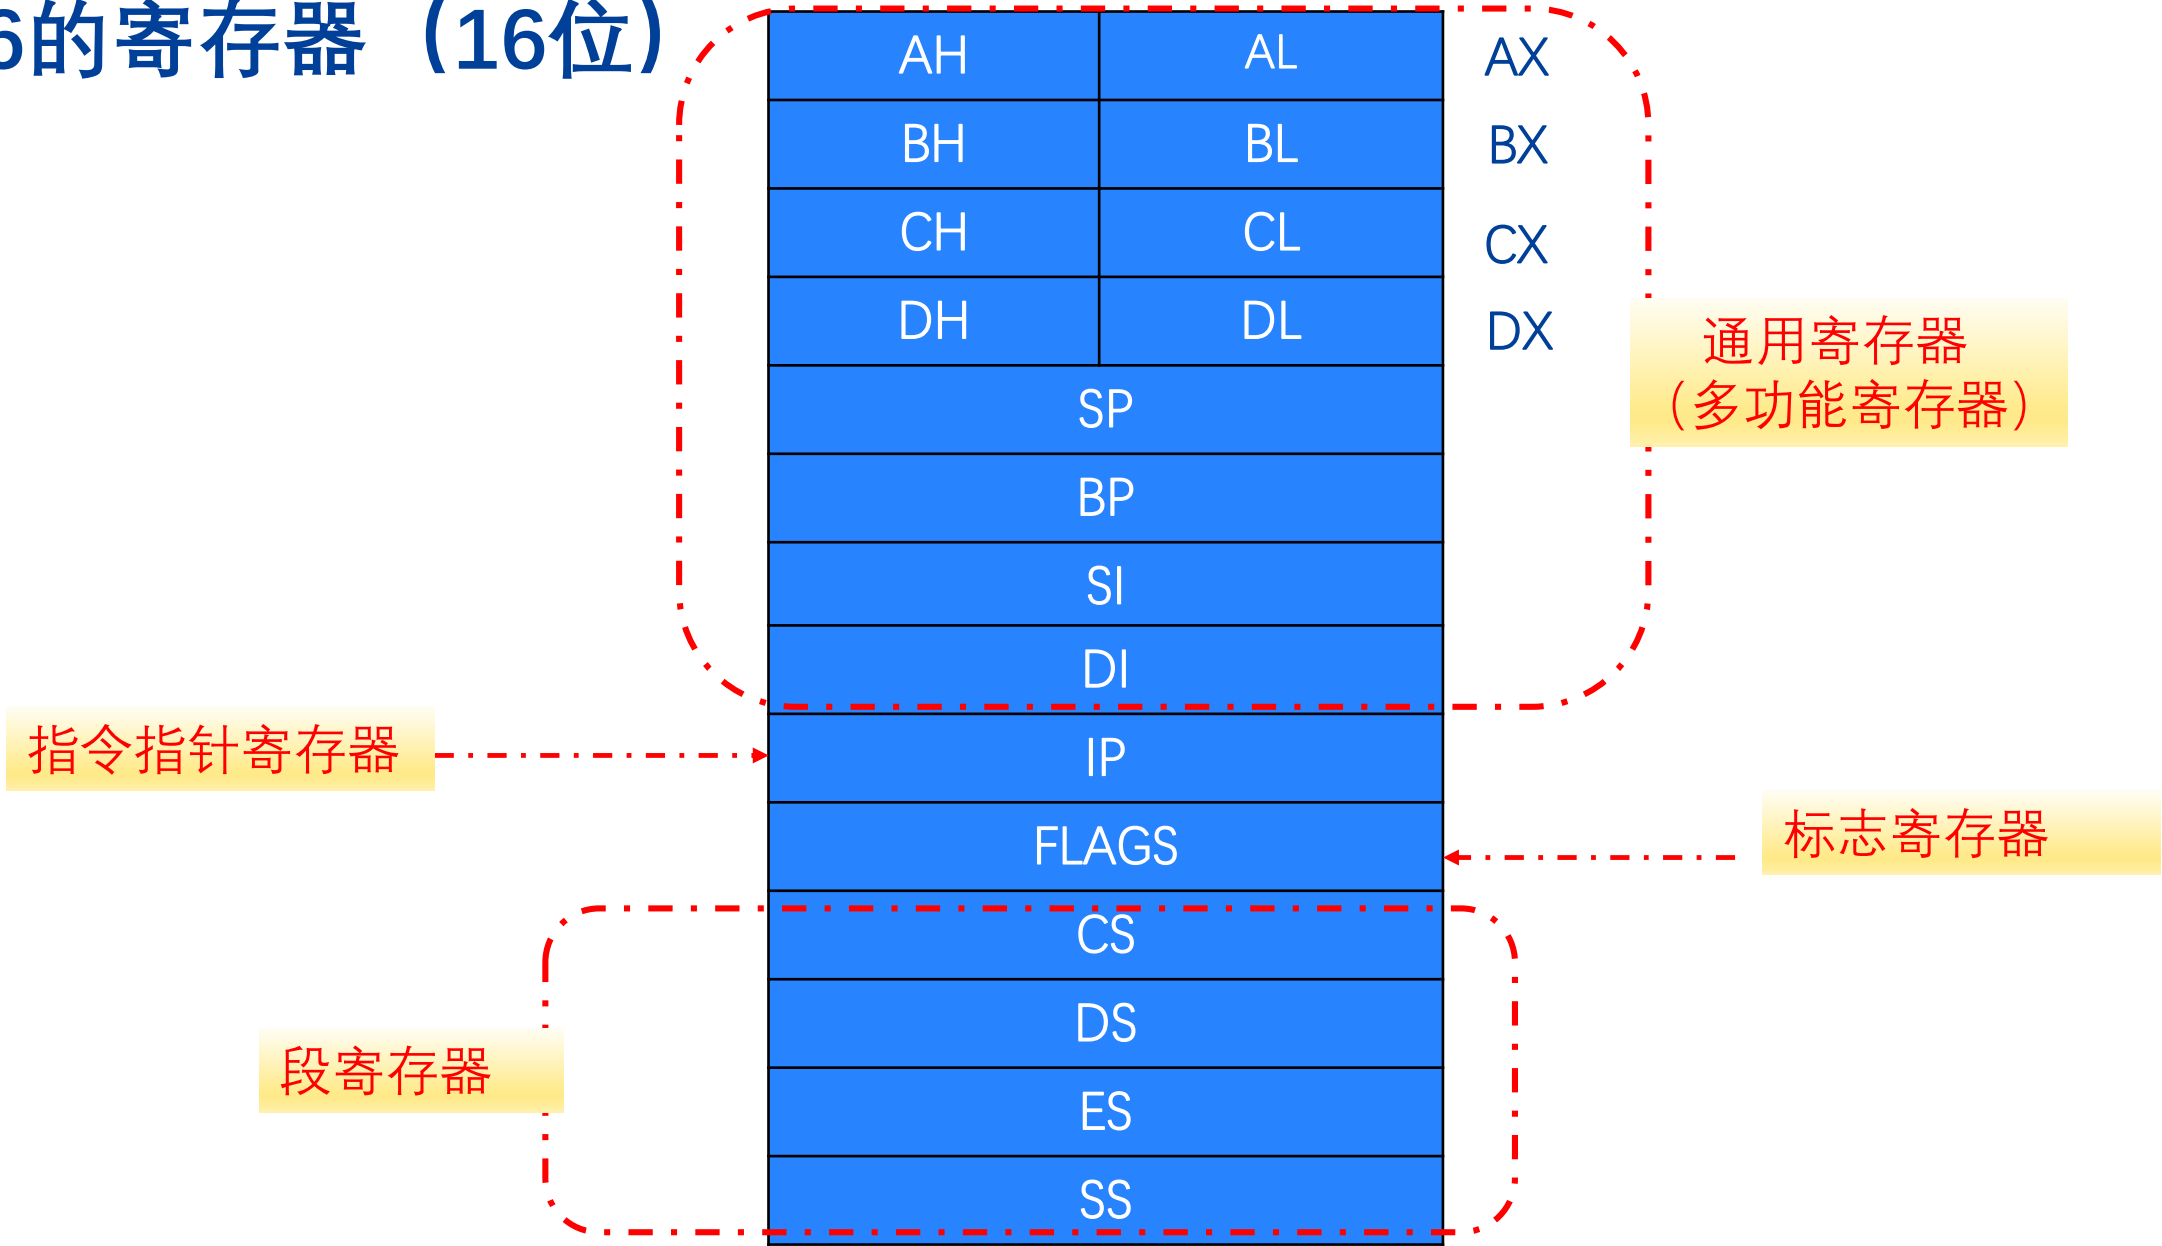 6的寄存器（16位）
AH AL AX
BH BL BX
CH CL CX
DH DL DX
通用寄存器
（多功能寄存器）
SP
BP
SI
DI
指令指针寄存器
IP
FLAGS
标志寄存器
CS
DS
段寄存器
ES
SS